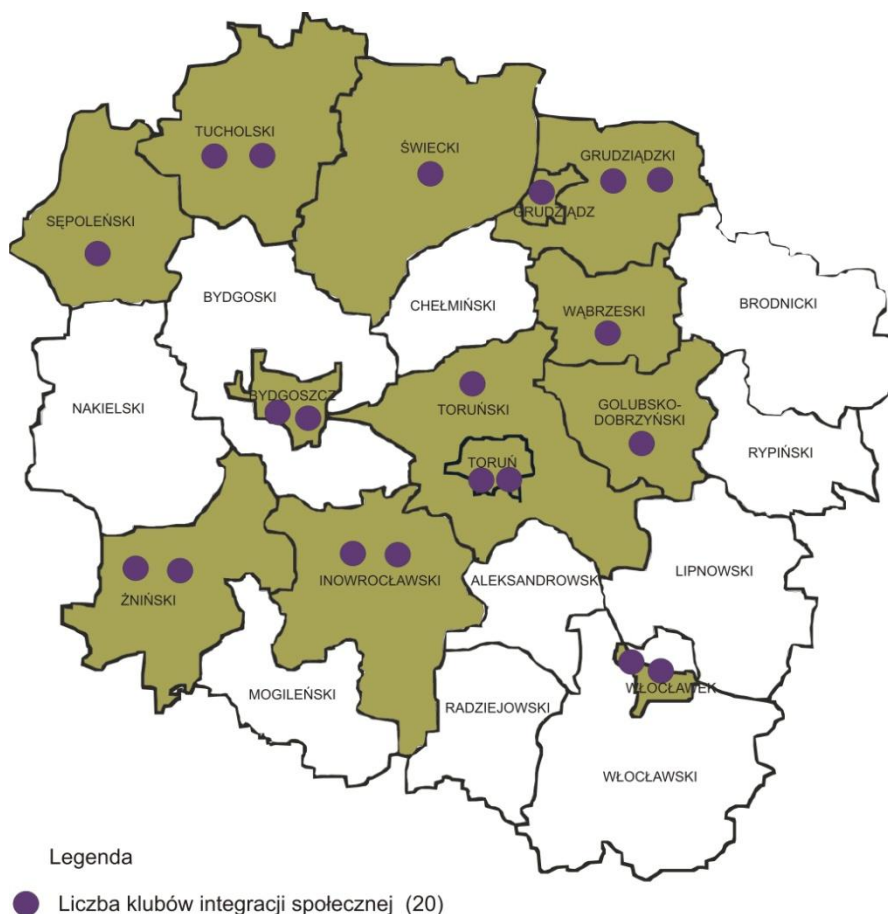 TUCHOLSKI
ŚWIECKI
GRUDZIĄDZKI
GRUDZIĄDZ
SĘPOLEŃSKI
BYDGOSKI
CHEŁMIŃSKI
WĄBRZESKI
BRODNICKI
NAKIELSKI
BYDGOSZCZ
TORUŃSKI
GOLUBSKO-
DOBRZYŃSKI
RYPIŃSKI
TORUŃ
ŻNIŃSKI
INOWROCŁAWSKI
ALEKSANDROWSK
LIPNOWSKI
MOGILEŃSKI
RADZIEJOWSKI
WŁOCŁAWEK
WŁOCŁAWSKI
Legenda
Liczba klubów integracji społecznej (20)